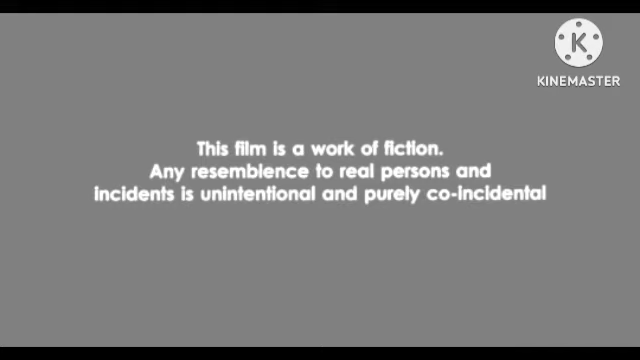 KINEMASTER
This film is a work of fiction.
Any resemblence to real persons and
incidents is unintentional and purely co-incidental